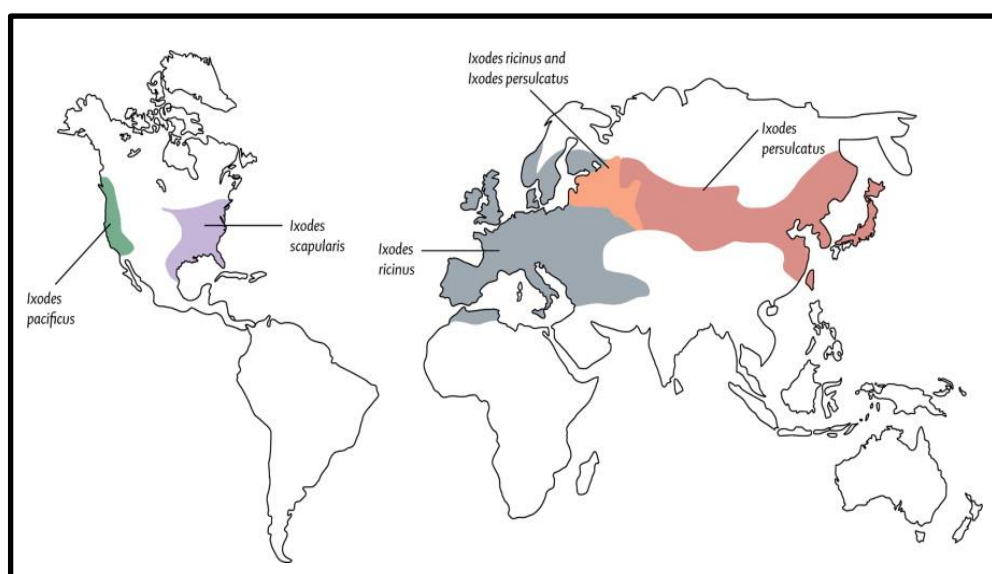 Ixodes ricinus and
Ixodes persulcatus
Ixodes
persulcatus
Ixodes
scapularis
Ixodes
ricinus
Ixodes
pacificus